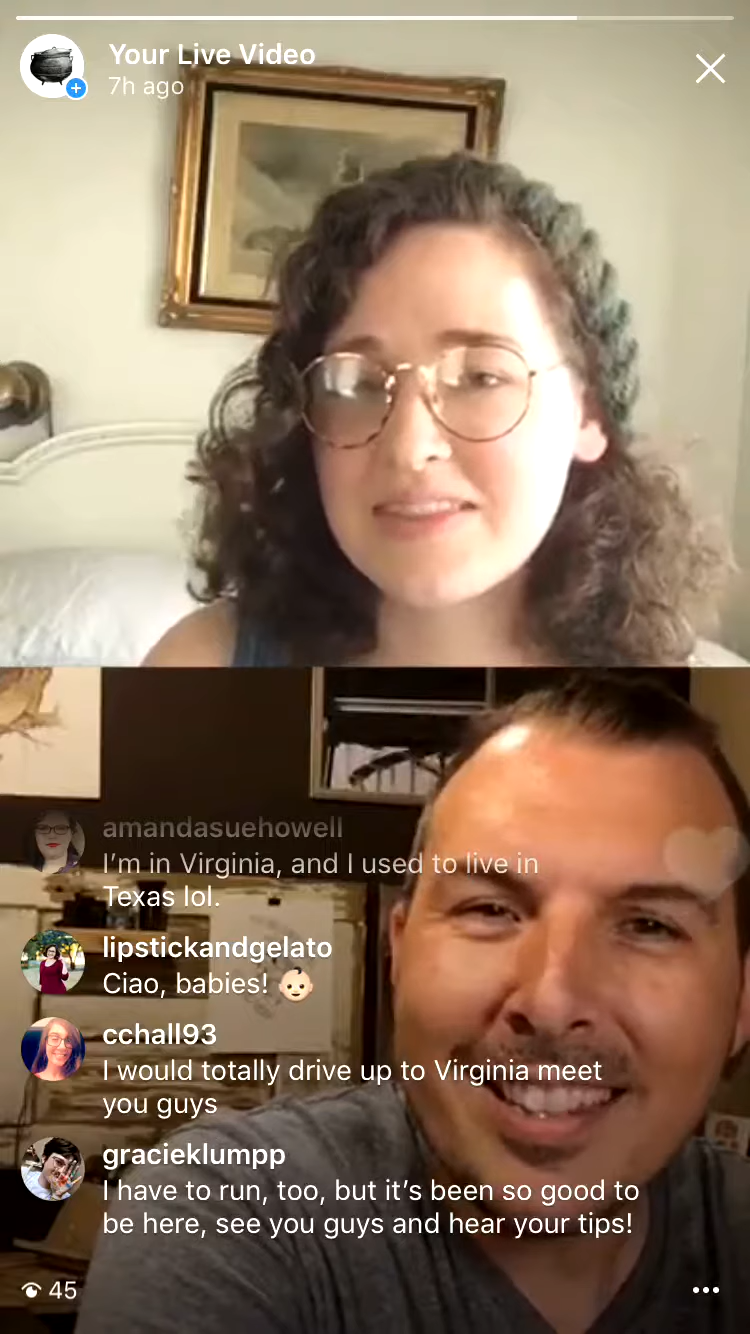 Your Live Video
7h ago
amandasuehowell
I'm in Virginia, and I used to live in
Texas lol.
lipstickandgelato
Ciao, babies! 👶🏻
cchall93
I would totally drive up to Virginia meet
you guys
gracieklumpp
I have to run, too, but it's been so good to
be here, see you guys and hear your tips!
45